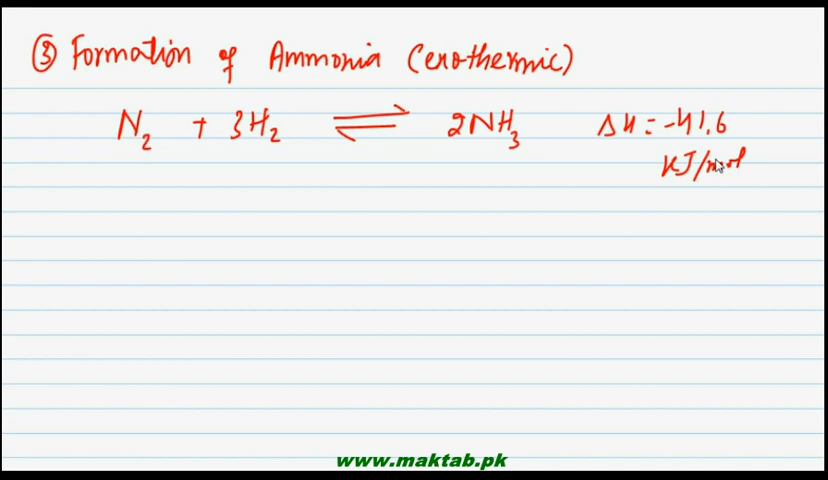 ③ Formation of Ammonia (exothermic)
N₂ + 3H₂ ⇌ 2NH₃ ΔH = -41.6
KJ/mol
www.maktab.pk